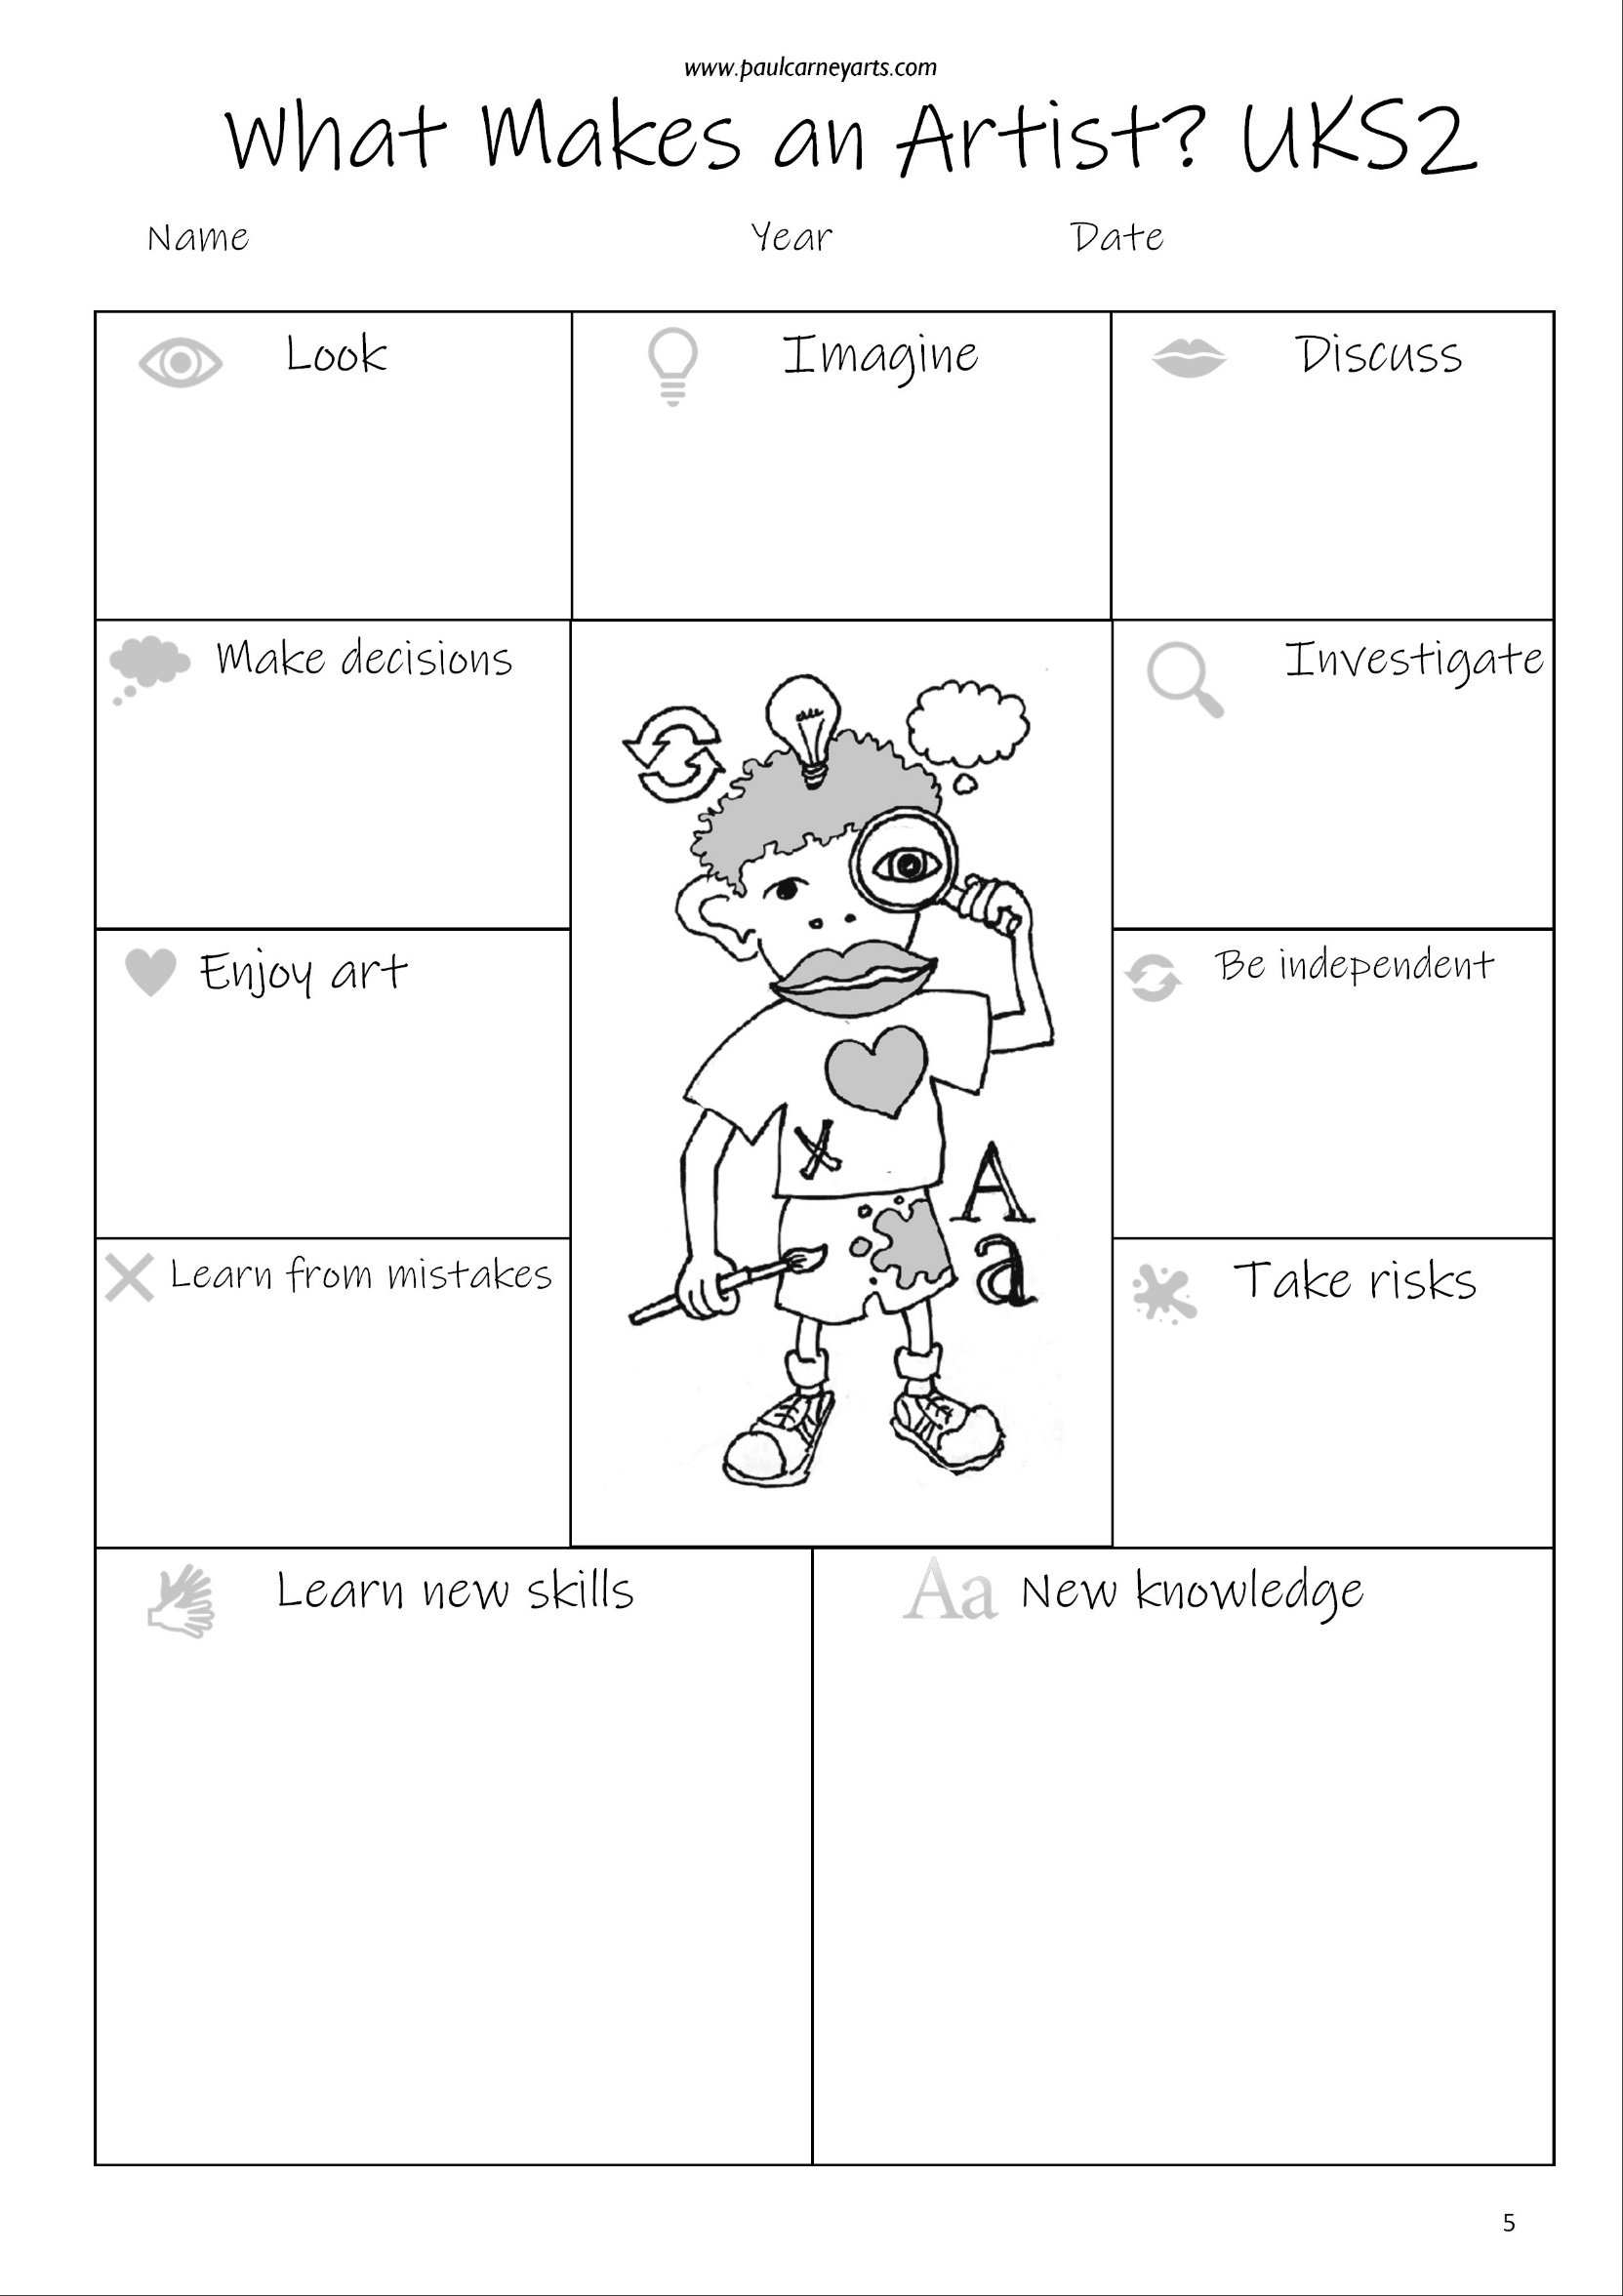 www.paulcarneyarts.com
What Makes an Artist? UKS2
Name Year Date
Look
Imagine
Discuss
Make decisions
Investigate
Enjoy art
Be independent
Learn from mistakes
Take risks
X
A
a
Learn new skills
Aa New knowledge
5